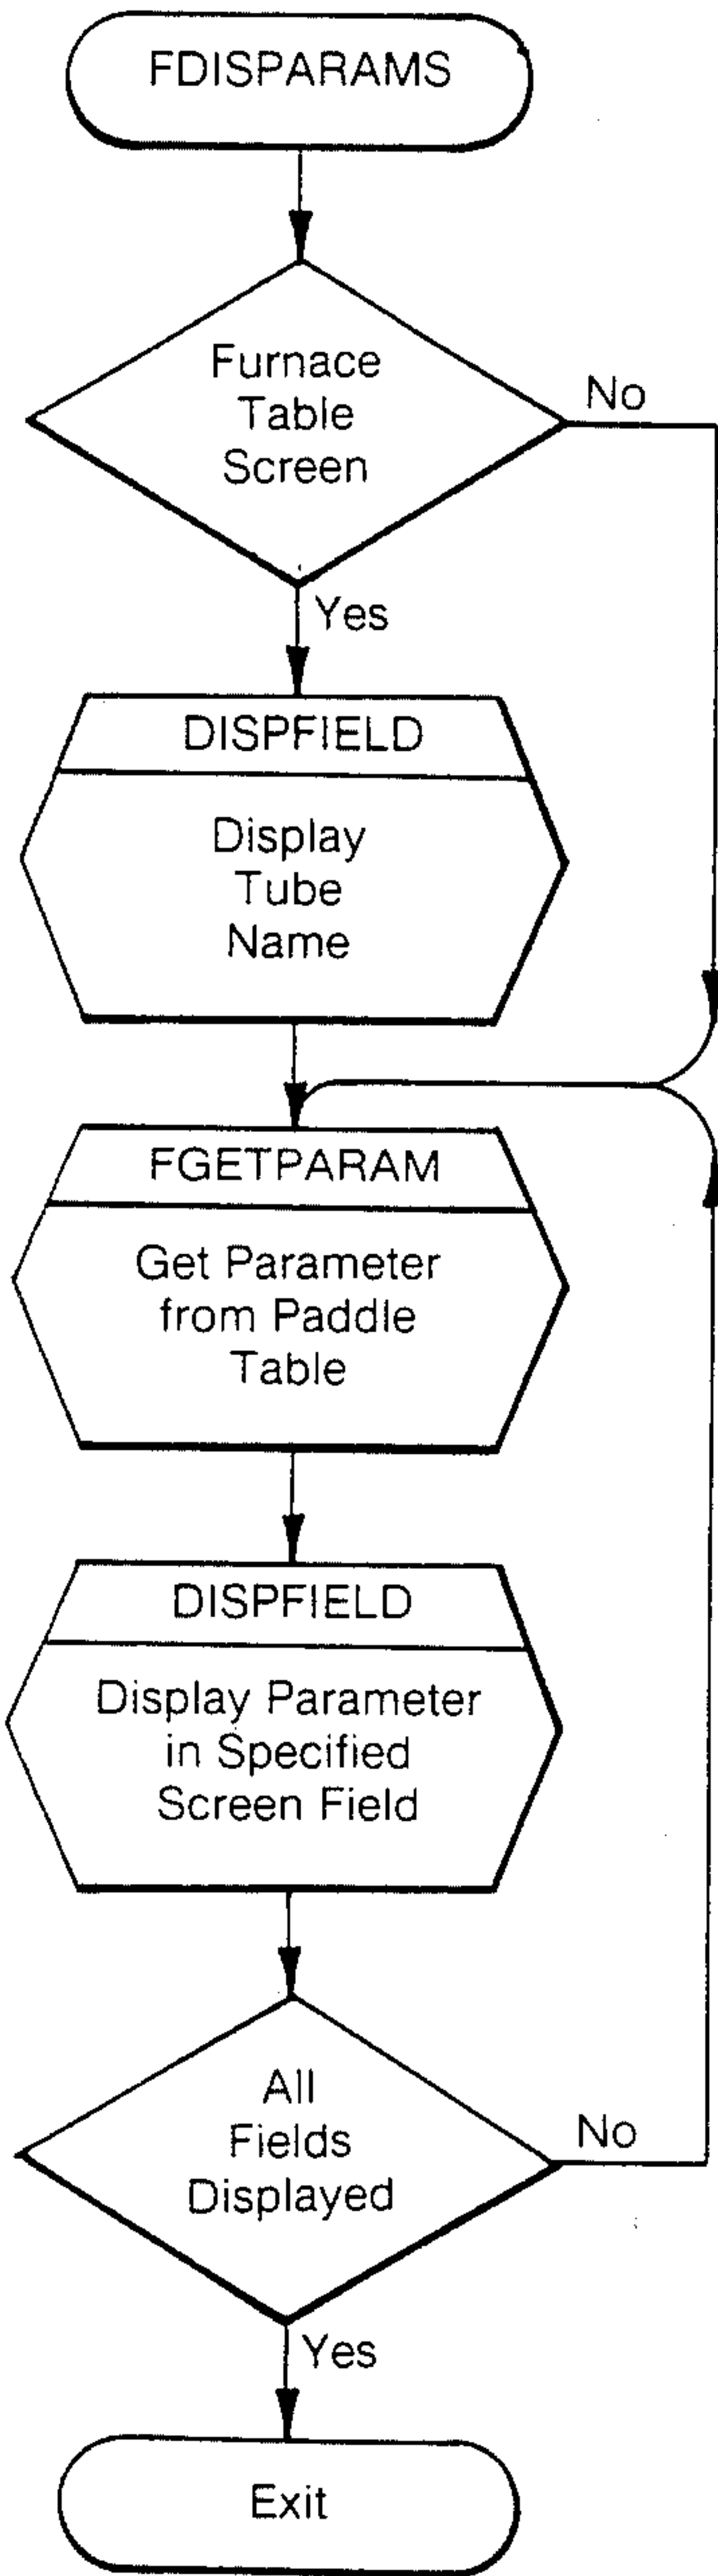 FDISPARAMS
Furnace
Table
Screen
No
Yes
DISPFIELD
Display
Tube
Name
FGETPARAM
Get Parameter
from Paddle
Table
DISPFIELD
Display Parameter
in Specified
Screen Field
All
Fields
Displayed
No
Yes
Exit